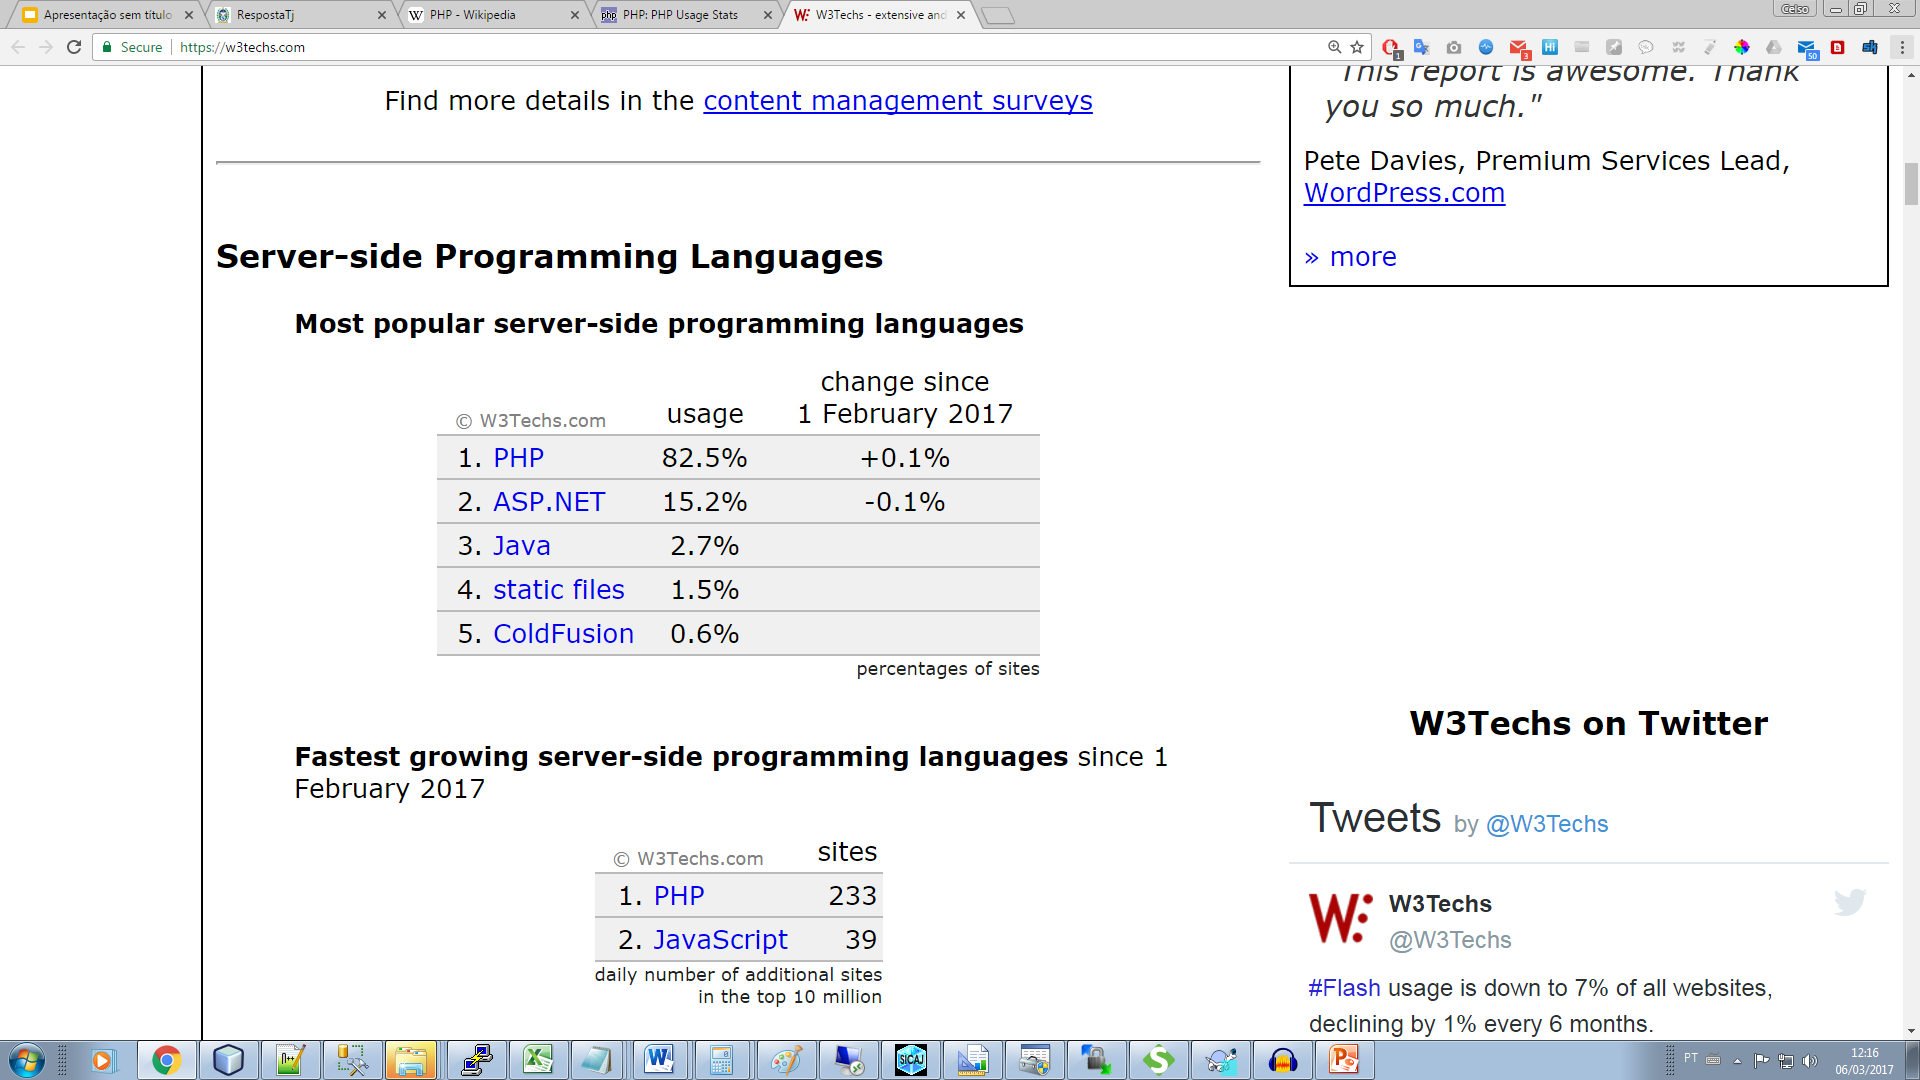 Apresentação sem título
RespostaTj
PHP - Wikipedia
PHP: PHP Usage Stats
W3Techs - extensive and
Celso
Secure
https://w3techs.com
Find more details in the content management surveys
Server-side Programming Languages
Most popular server-side programming languages
© W3Techs.com usage change since
1 February 2017
1. PHP 82.5% +0.1%
2. ASP.NET 15.2% -0.1%
3. Java 2.7%
4. static files 1.5%
5. ColdFusion 0.6%
percentages of sites
Fastest growing server-side programming languages since 1
February 2017
© W3Techs.com sites
1. PHP 233
2. JavaScript 39
daily number of additional sites
in the top 10 million
"This report is awesome. Thank
you so much."
Pete Davies, Premium Services Lead,
WordPress.com
» more
W3Techs on Twitter
Tweets by @W3Techs
W3Techs
@W3Techs
#Flash usage is down to 7% of all websites,
declining by 1% every 6 months.
SICAJ
PT
12:16
06/03/2017